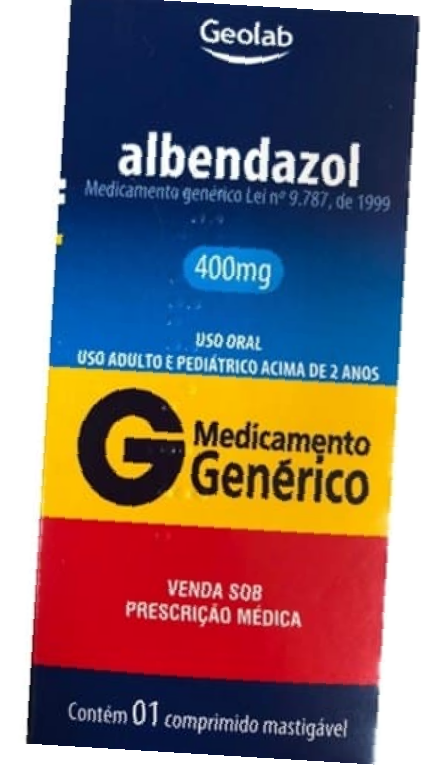 Geolab
albendazol
Medicamento genérico Lei nº 9.787, de 1999
400mg
USO ORAL
USO ADULTO E PEDIÁTRICO ACIMA DE 2 ANOS
G Medicamento
Genérico
VENDA SOB
PRESCRIÇÃO MÉDICA
Contém 01 comprimido mastigável